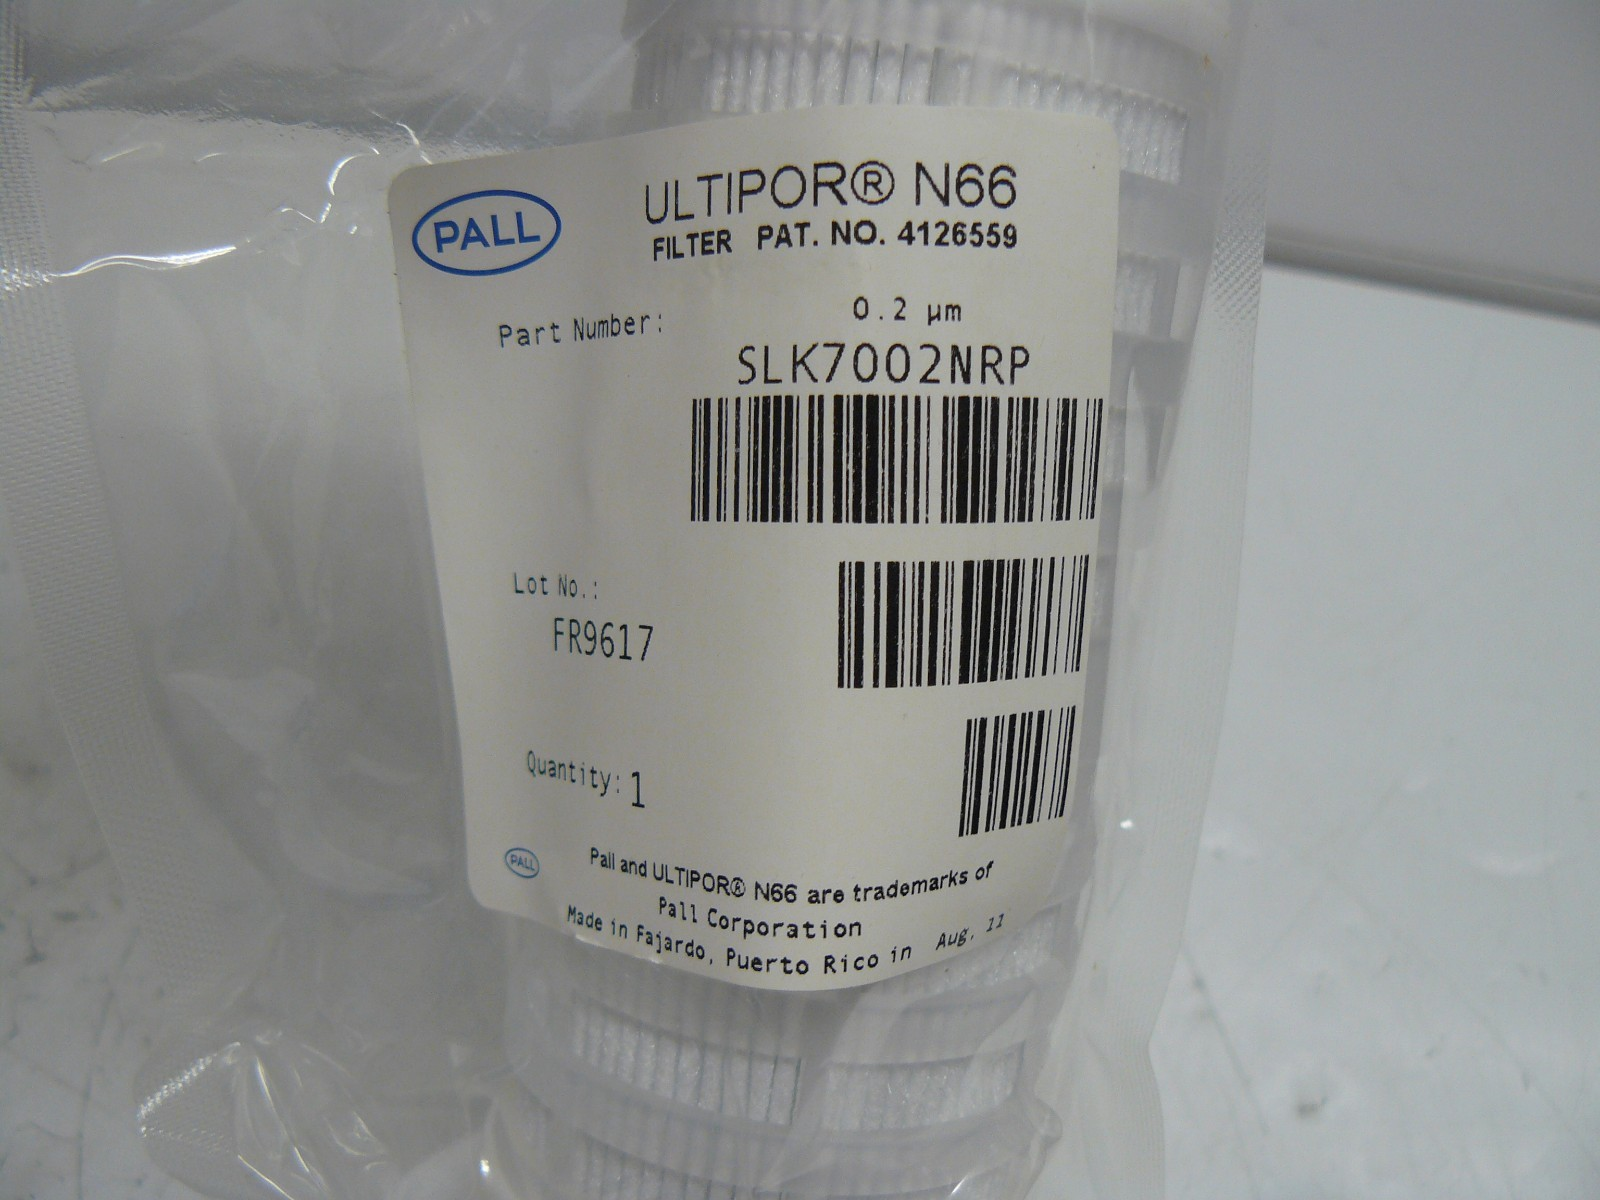 PALL
ULTIPOR® N66
FILTER PAT. NO. 4126559
0.2 µm
Part Number:
SLK7002NRP
Lot No.:
FR9617
Quantity: 1
PALL
Pall and ULTIPOR® N66 are trademarks of
Pall Corporation
Made in Fajardo, Puerto Rico in Aug. 11